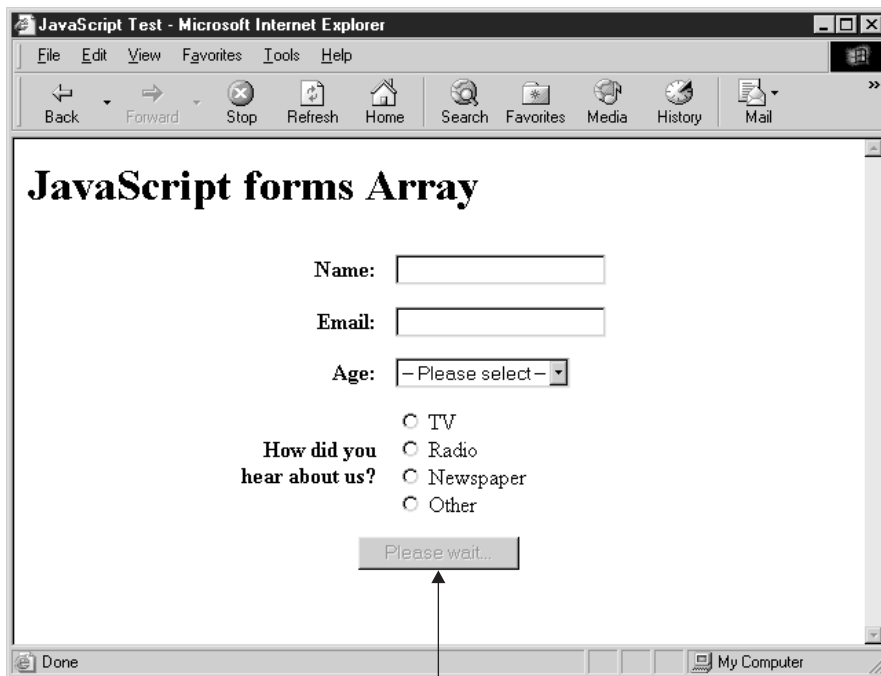 JavaScript Test - Microsoft Internet Explorer
File Edit View Favorites Tools Help
Back Forward Stop Refresh Home Search Favorites Media History Mail »
JavaScript forms Array
Name:
Email:
Age: -- Please select --
How did you
hear about us?
TV
Radio
Newspaper
Other
Please wait...
Done My Computer